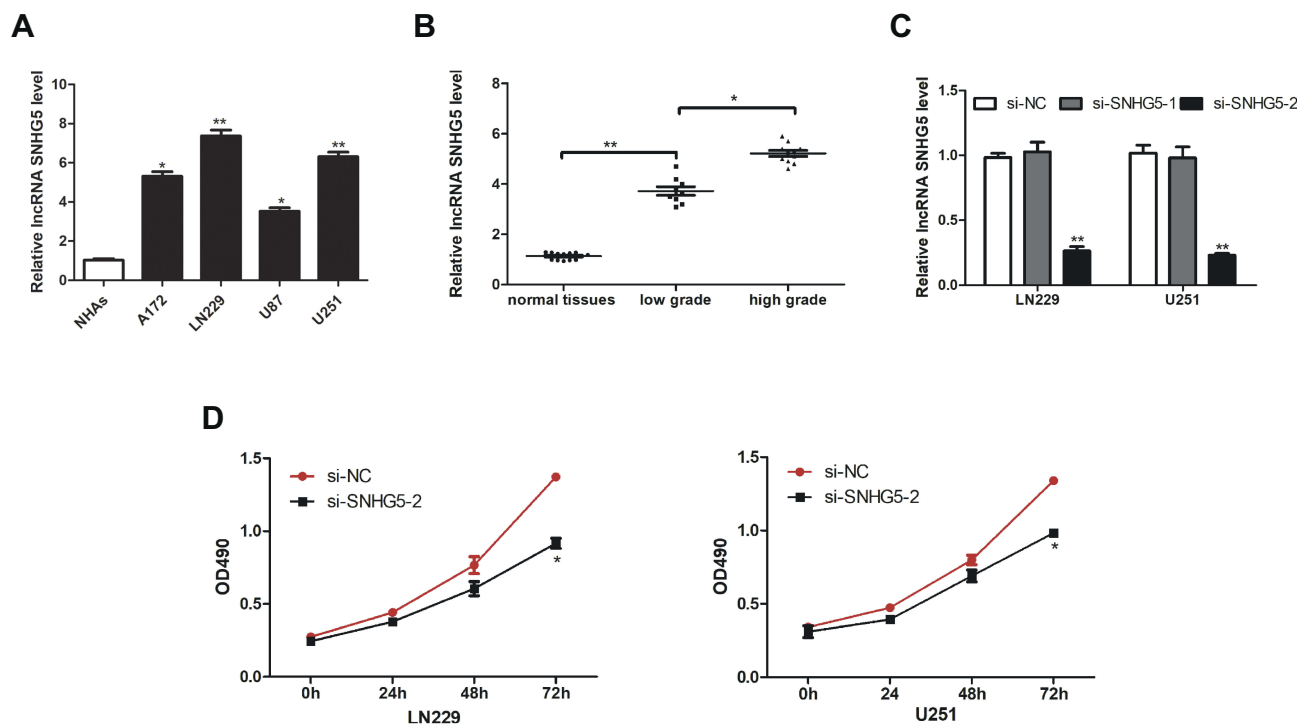 A
Relative lncRNA SNHG5 level
10
8
6
4
2
0
*
**
*
**
NHAs
A172
LN229
U87
U251
B
Relative lncRNA SNHG5 level
8
6
4
2
0
**
*
normal tissues
low grade
high grade
C
Relative lncRNA SNHG5 level
1.5
1.0
0.5
0.0
si-NC
si-SNHG5-1
si-SNHG5-2
**
**
LN229
U251
D
OD490
1.5
1.0
0.5
0.0
si-NC
si-SNHG5-2
*
0h
24h
48h
72h
LN229
OD490
1.5
1.0
0.5
0.0
si-NC
si-SNHG5-2
*
0h
24
48h
72h
U251